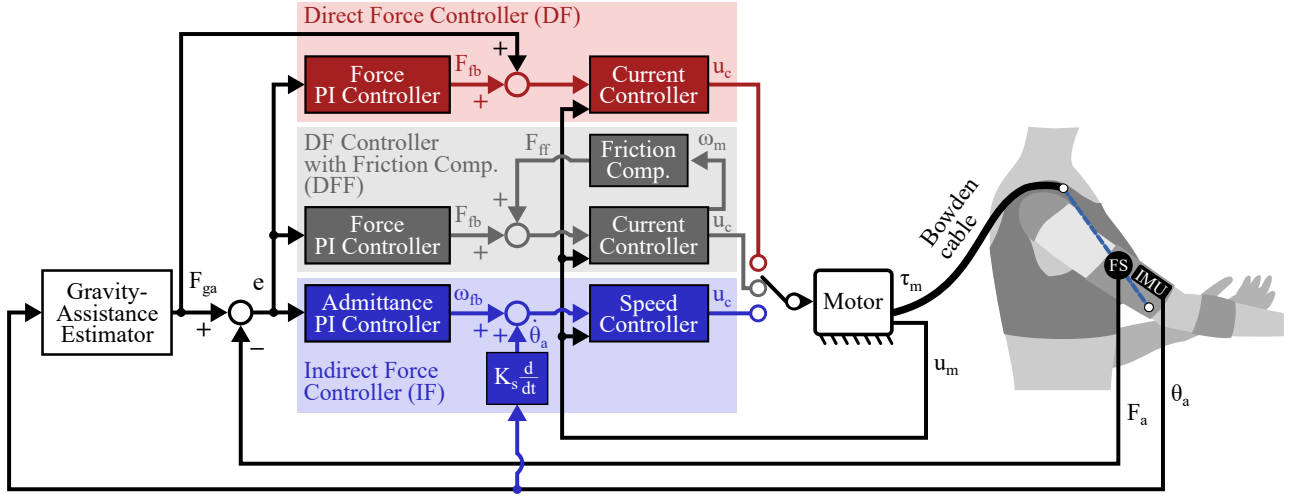 Direct Force Controller (DF)
+
Force
PI Controller
F_fb
+
Current
Controller
u_c
DF Controller
with Friction Comp.
(DFF)
F_ff
Friction
Comp.
ω_m
+
Force
PI Controller
F_fb
+
Current
Controller
u_c
Gravity-
Assistance
Estimator
F_ga
+
−
e
Admittance
PI Controller
ω_fb
+
+
θ̇_a
Speed
Controller
u_c
Indirect Force
Controller (IF)
K_s d/dt
Motor
τ_m
u_m
Bowden
cable
FS
IMU
F_a
θ_a